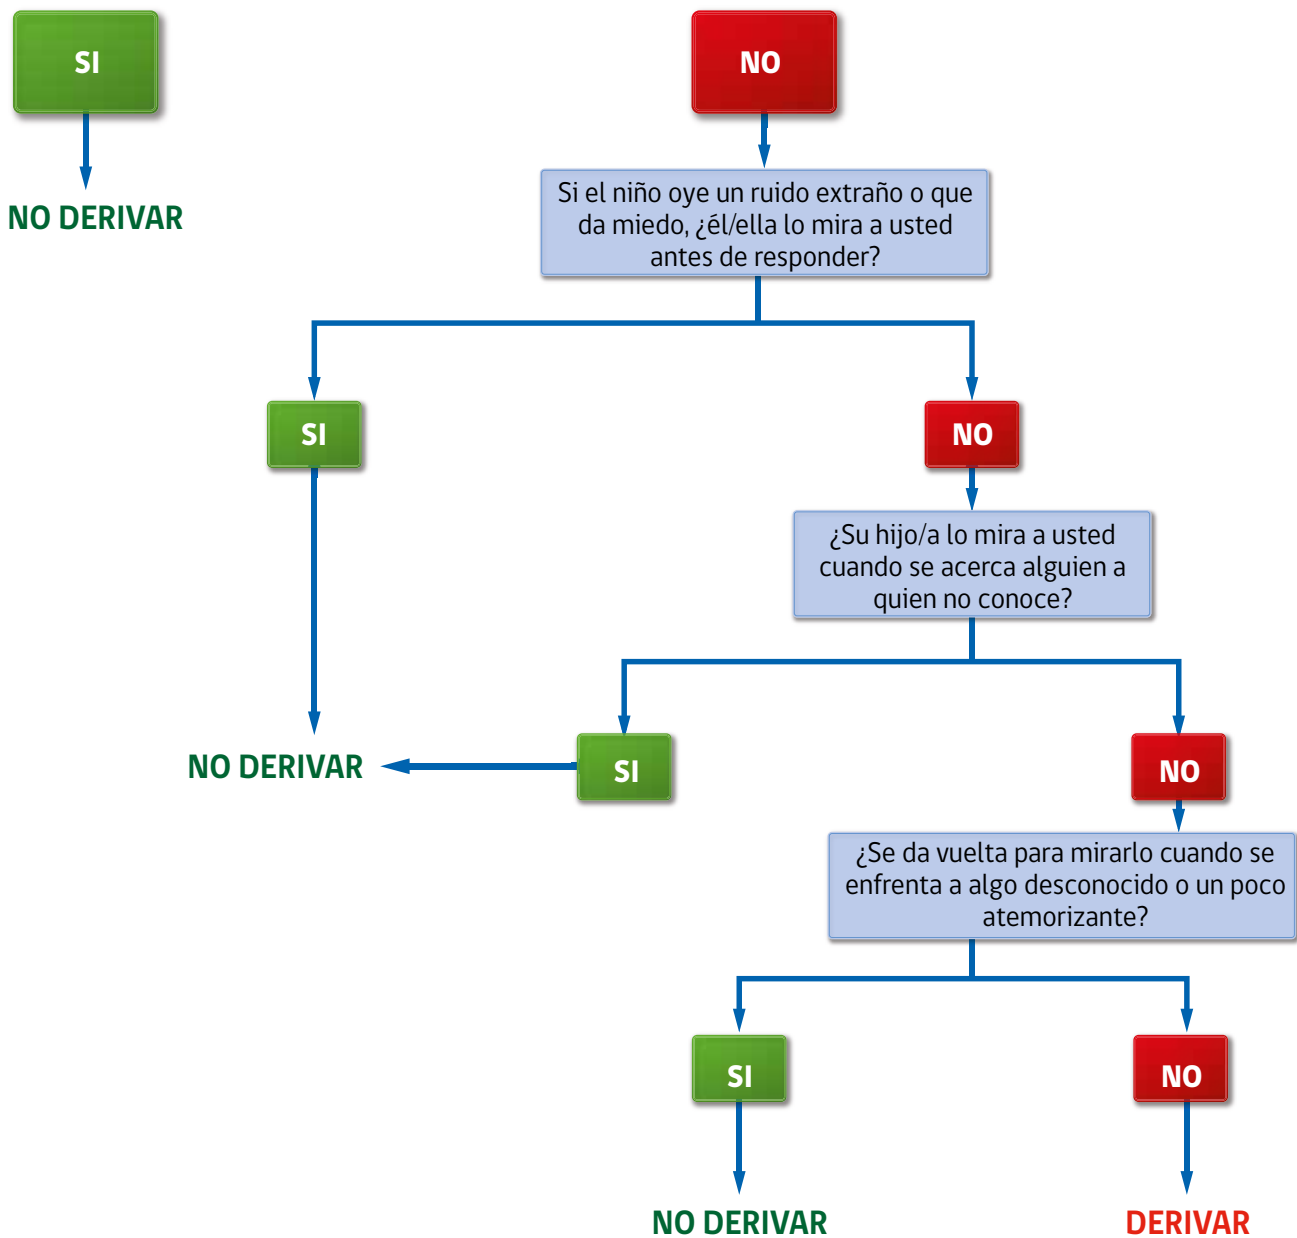 SI
NO
NO DERIVAR
Si el niño oye un ruido extraño o que
da miedo, ¿él/ella lo mira a usted
antes de responder?
SI
NO
¿Su hijo/a lo mira a usted
cuando se acerca alguien a
quien no conoce?
NO DERIVAR
SI
NO
¿Se da vuelta para mirarlo cuando se
enfrenta a algo desconocido o un poco
atemorizante?
SI
NO
NO DERIVAR
DERIVAR